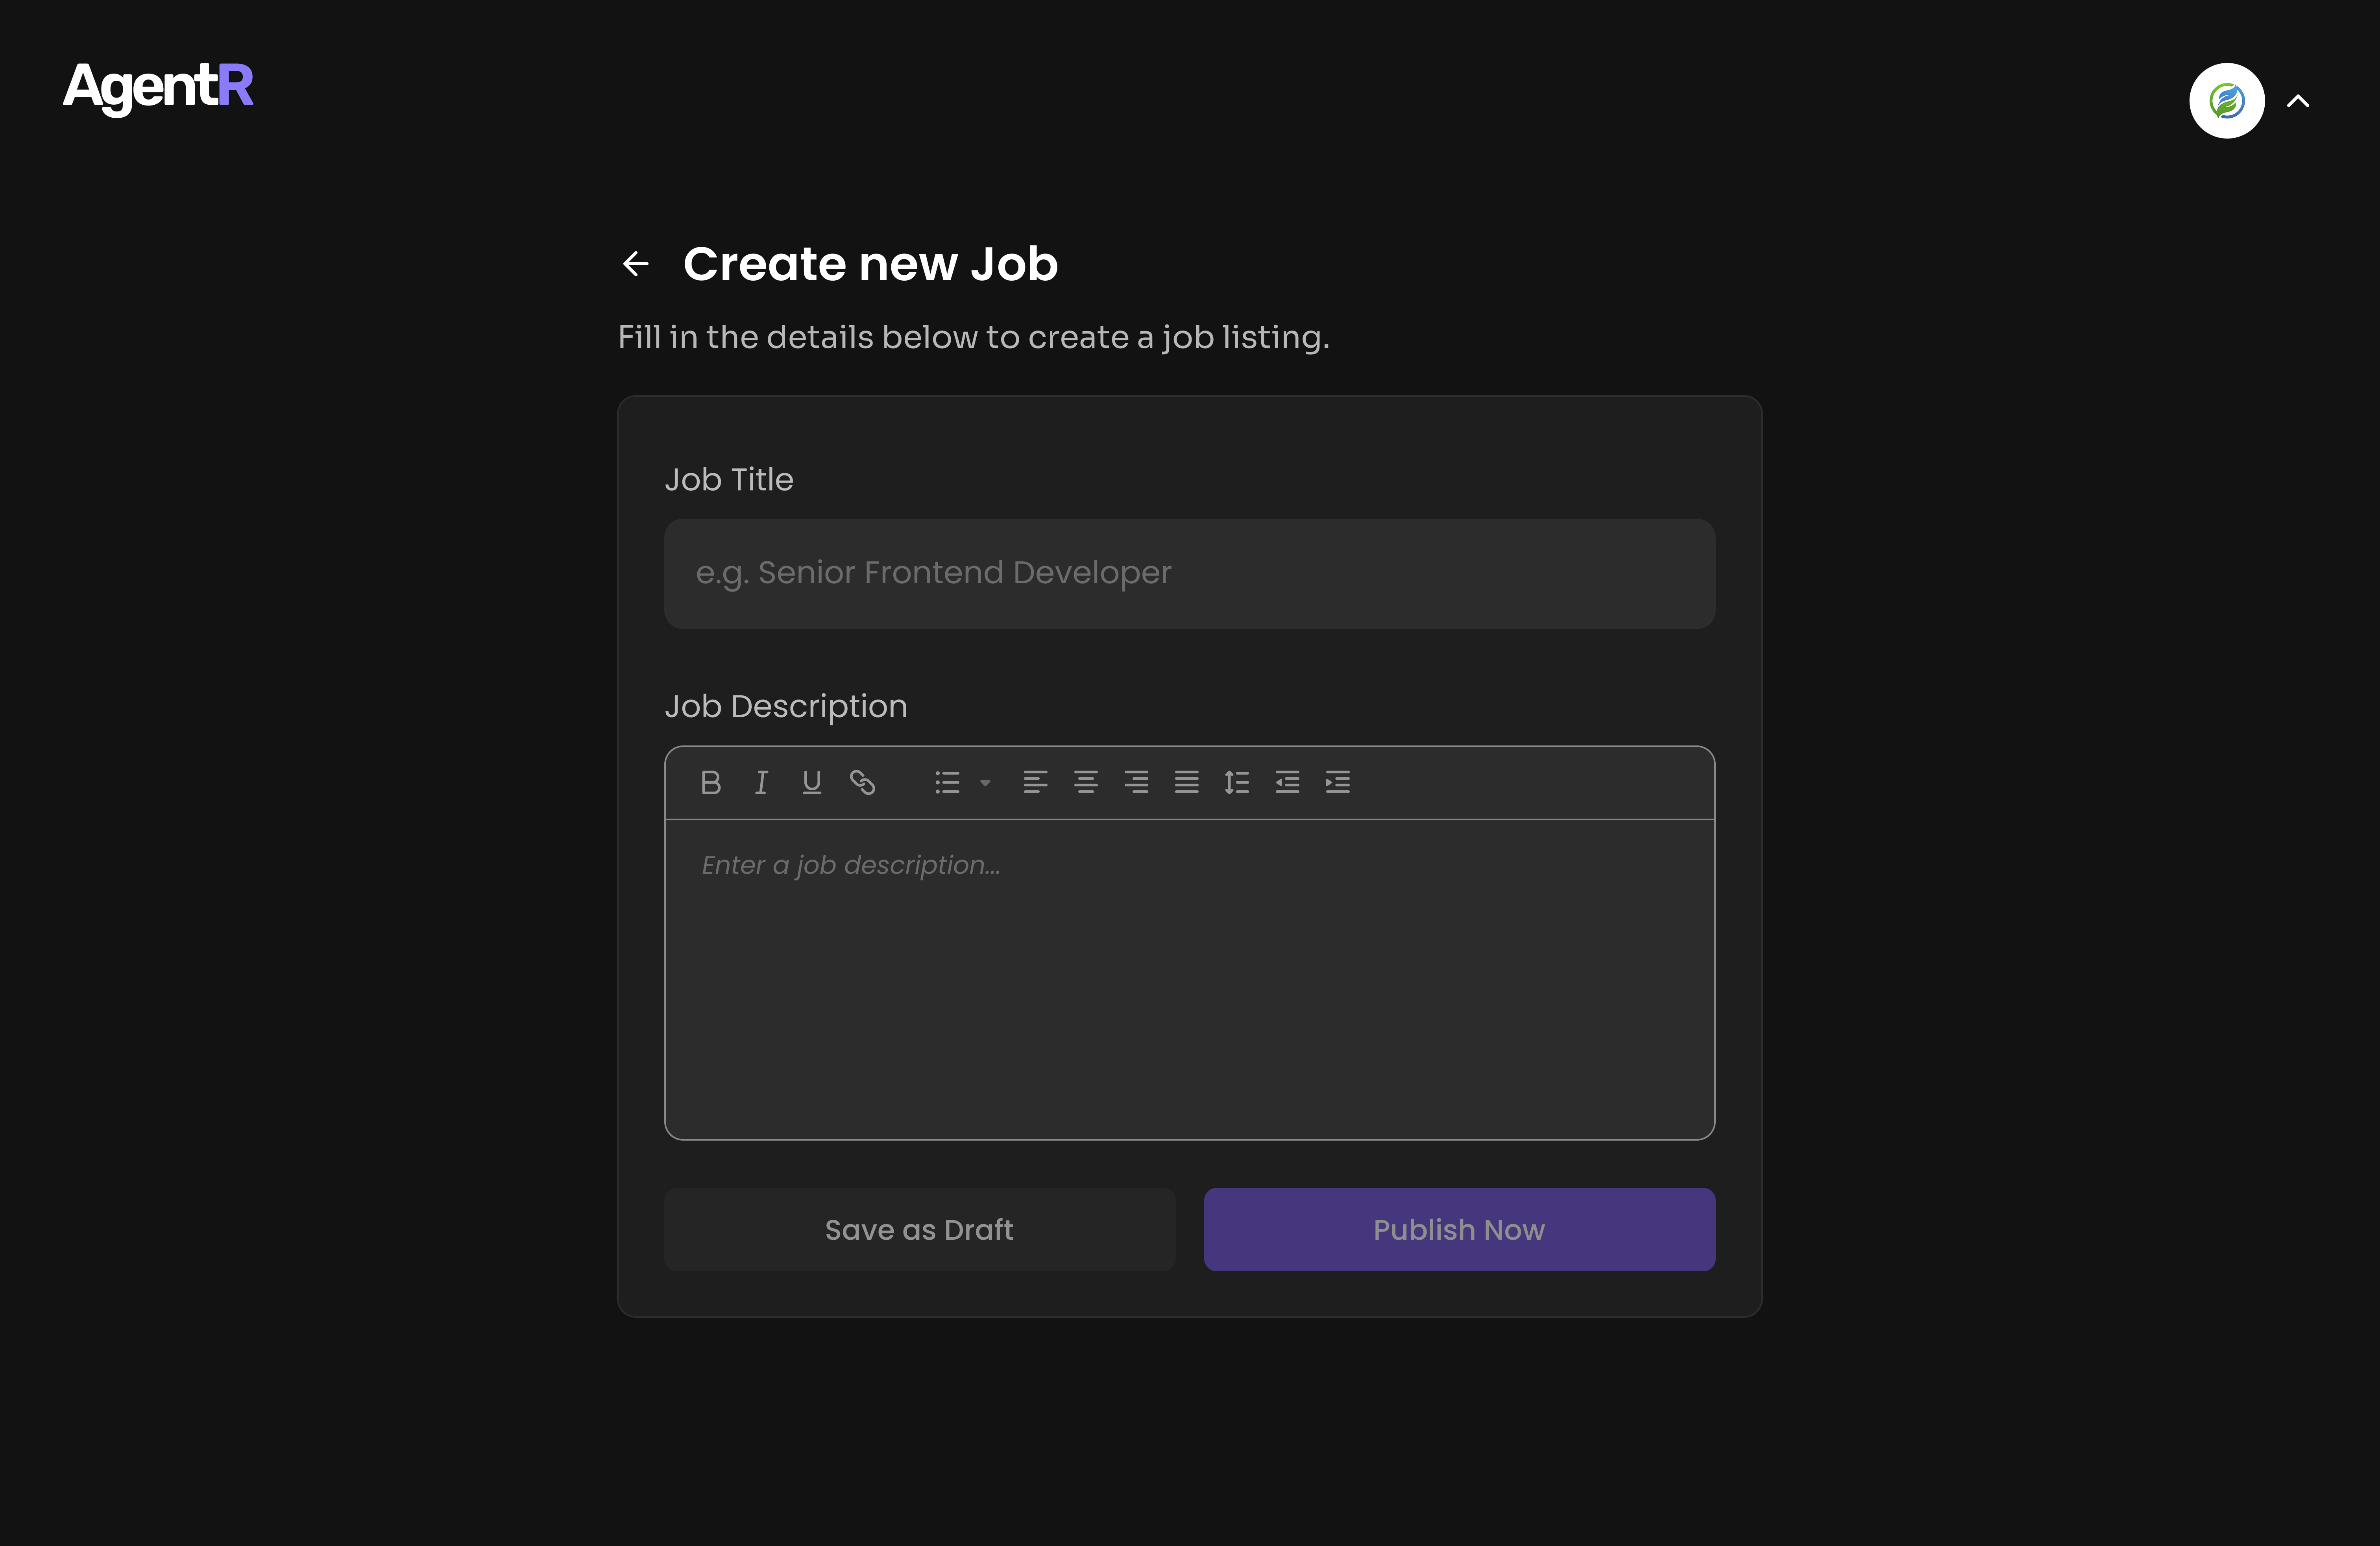 AgentR
Create new Job
Fill in the details below to create a job listing.
Job Title
e.g. Senior Frontend Developer
Job Description
Enter a job description...
Save as Draft
Publish Now